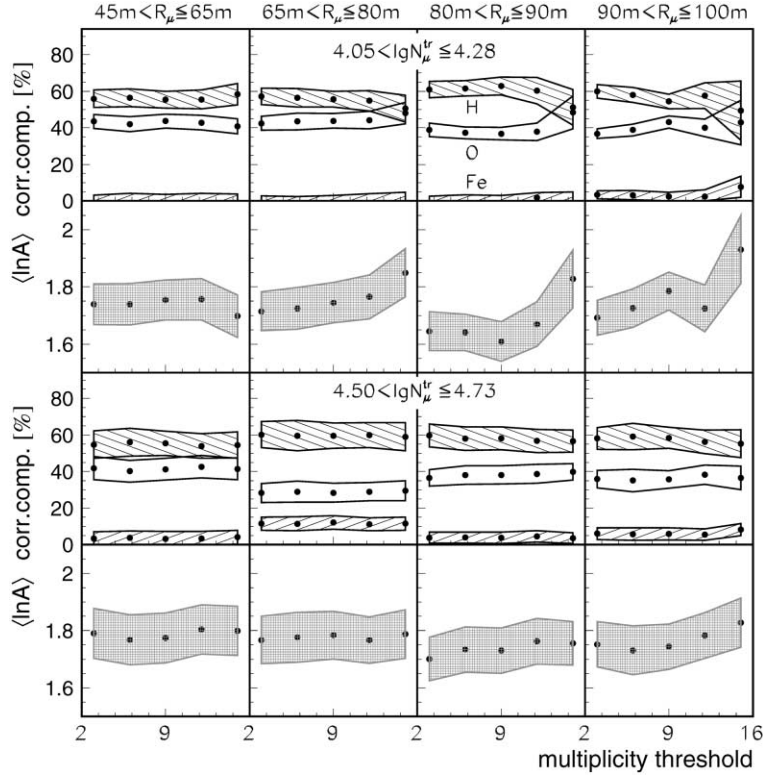 45m<R_μ≤65m 65m<R_μ≤80m 80m<R_μ≤90m 90m<R_μ≤100m
4.05<lgN_μ^tr≤4.28
corr.comp. [%]
80
60
40
20
0
H
O
Fe
⟨lnA⟩
2
1.8
1.6
4.50<lgN_μ^tr≤4.73
corr.comp. [%]
80
60
40
20
0
⟨lnA⟩
2
1.8
1.6
2 9 2 9 2 9 2 9 16
multiplicity threshold